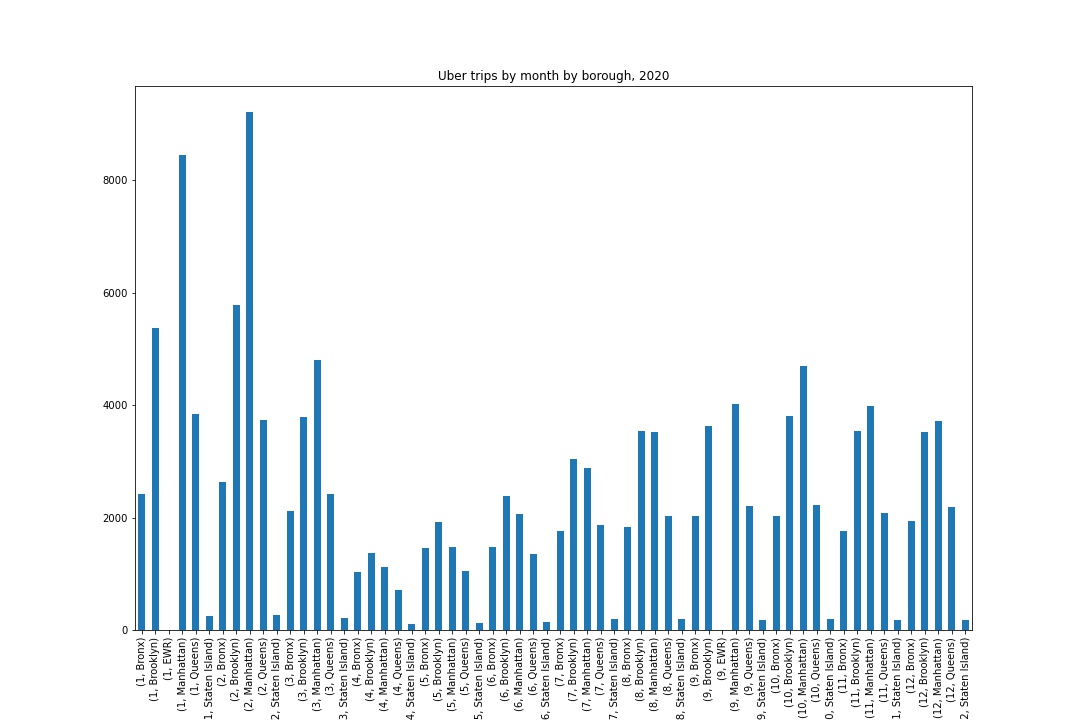 Uber trips by month by borough, 2020
8000
6000
4000
2000
0
(1, Bronx)
(1, Brooklyn)
(1, EWR)
(1, Manhattan)
(1, Queens)
1, Staten Island)
(2, Bronx)
(2, Brooklyn)
(2, Manhattan)
(2, Queens)
2, Staten Island)
(3, Bronx)
(3, Brooklyn)
(3, Manhattan)
(3, Queens)
3, Staten Island)
(4, Bronx)
(4, Brooklyn)
(4, Manhattan)
(4, Queens)
4, Staten Island)
(5, Bronx)
(5, Brooklyn)
(5, Manhattan)
(5, Queens)
5, Staten Island)
(6, Bronx)
(6, Brooklyn)
(6, Manhattan)
(6, Queens)
6, Staten Island)
(7, Bronx)
(7, Brooklyn)
(7, Manhattan)
(7, Queens)
7, Staten Island)
(8, Bronx)
(8, Brooklyn)
(8, Manhattan)
(8, Queens)
8, Staten Island)
(9, Bronx)
(9, Brooklyn)
(9, EWR)
(9, Manhattan)
(9, Queens)
9, Staten Island)
(10, Bronx)
(10, Brooklyn)
(10, Manhattan)
(10, Queens)
0, Staten Island)
(11, Bronx)
(11, Brooklyn)
(11, Manhattan)
(11, Queens)
1, Staten Island)
(12, Bronx)
(12, Brooklyn)
(12, Manhattan)
(12, Queens)
2, Staten Island)